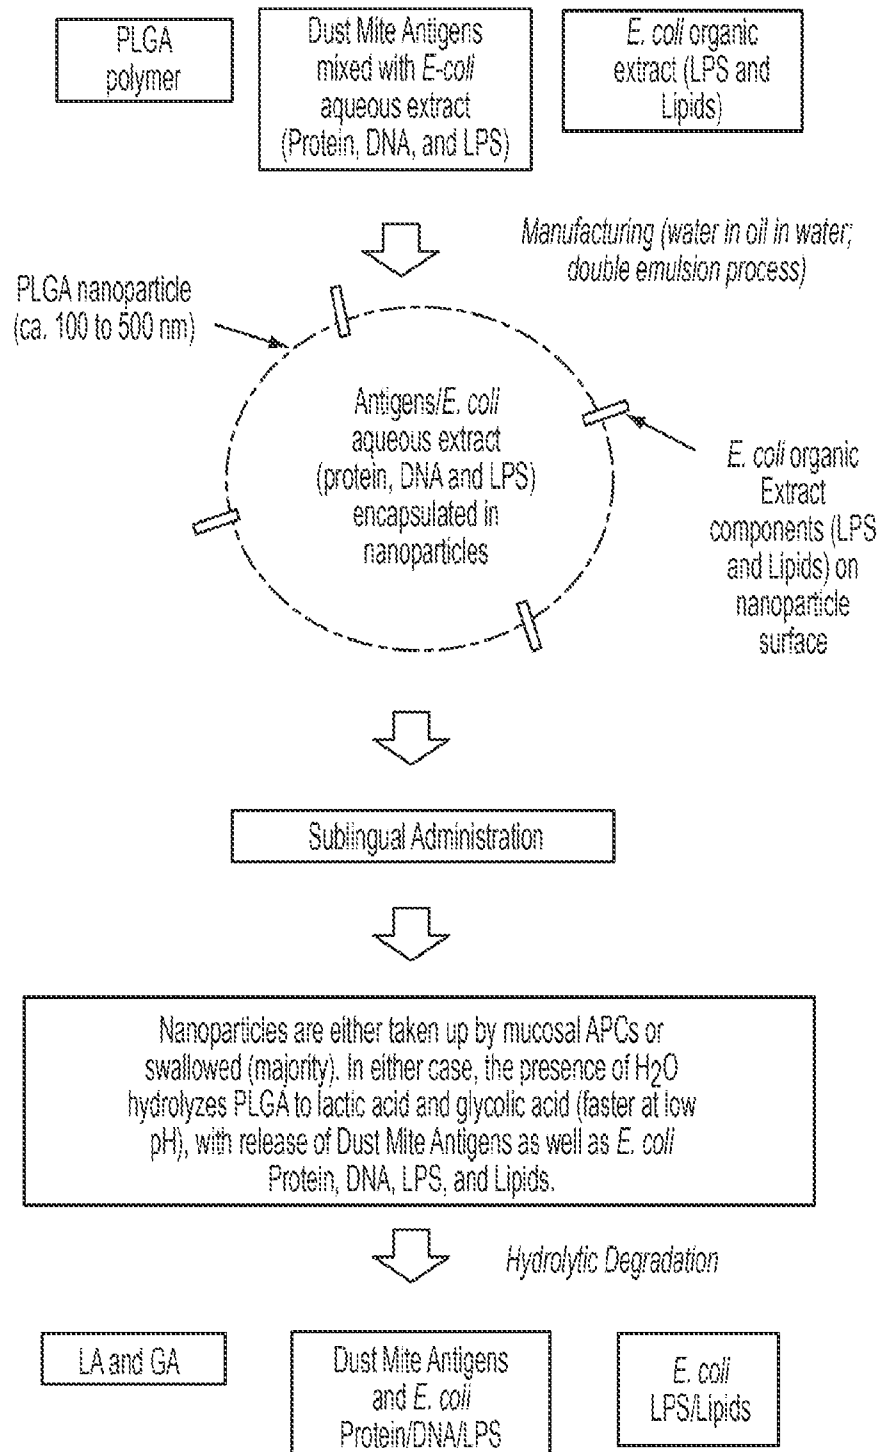 PLGA
polymer
Dust Mite Antigens
mixed with E-coli
aqueous extract
(Protein, DNA, and LPS)
E. coli organic
extract (LPS and
Lipids)
Manufacturing (water in oil in water;
double emulsion process)
PLGA nanoparticle
(ca. 100 to 500 nm)
Antigens/E. coli
aqueous extract
(protein, DNA and LPS)
encapsulated in
nanoparticles
E. coli organic
Extract
components (LPS
and Lipids) on
nanoparticle
surface
Sublingual Administration
Nanoparticles are either taken up by mucosal APCs or
swallowed (majority). In either case, the presence of H2O
hydrolyzes PLGA to lactic acid and glycolic acid (faster at low
pH), with release of Dust Mite Antigens as well as E. coli
Protein, DNA, LPS, and Lipids.
Hydrolytic Degradation
LA and GA
Dust Mite Antigens
and E. coli
Protein/DNA/LPS
E. coli
LPS/Lipids